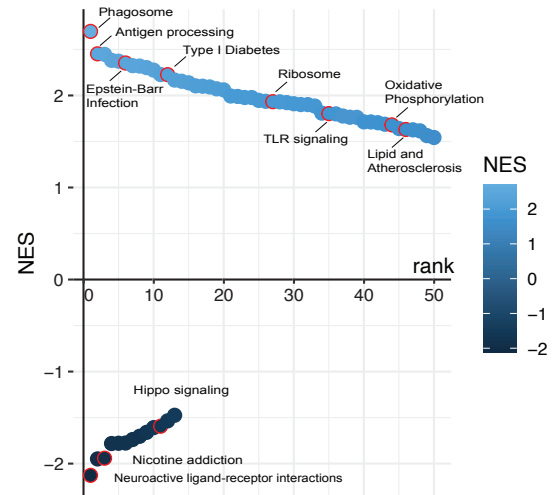 Phagosome
Antigen processing
Type I Diabetes
Epstein-Barr
Infection
Ribosome
Oxidative
Phosphorylation
TLR signaling
Lipid and
Atherosclerosis
2
1
0
−1
−2
NES
rank
0
10
20
30
40
50
Hippo signaling
Nicotine addiction
Neuroactive ligand-receptor interactions
NES
2
1
0
−1
−2